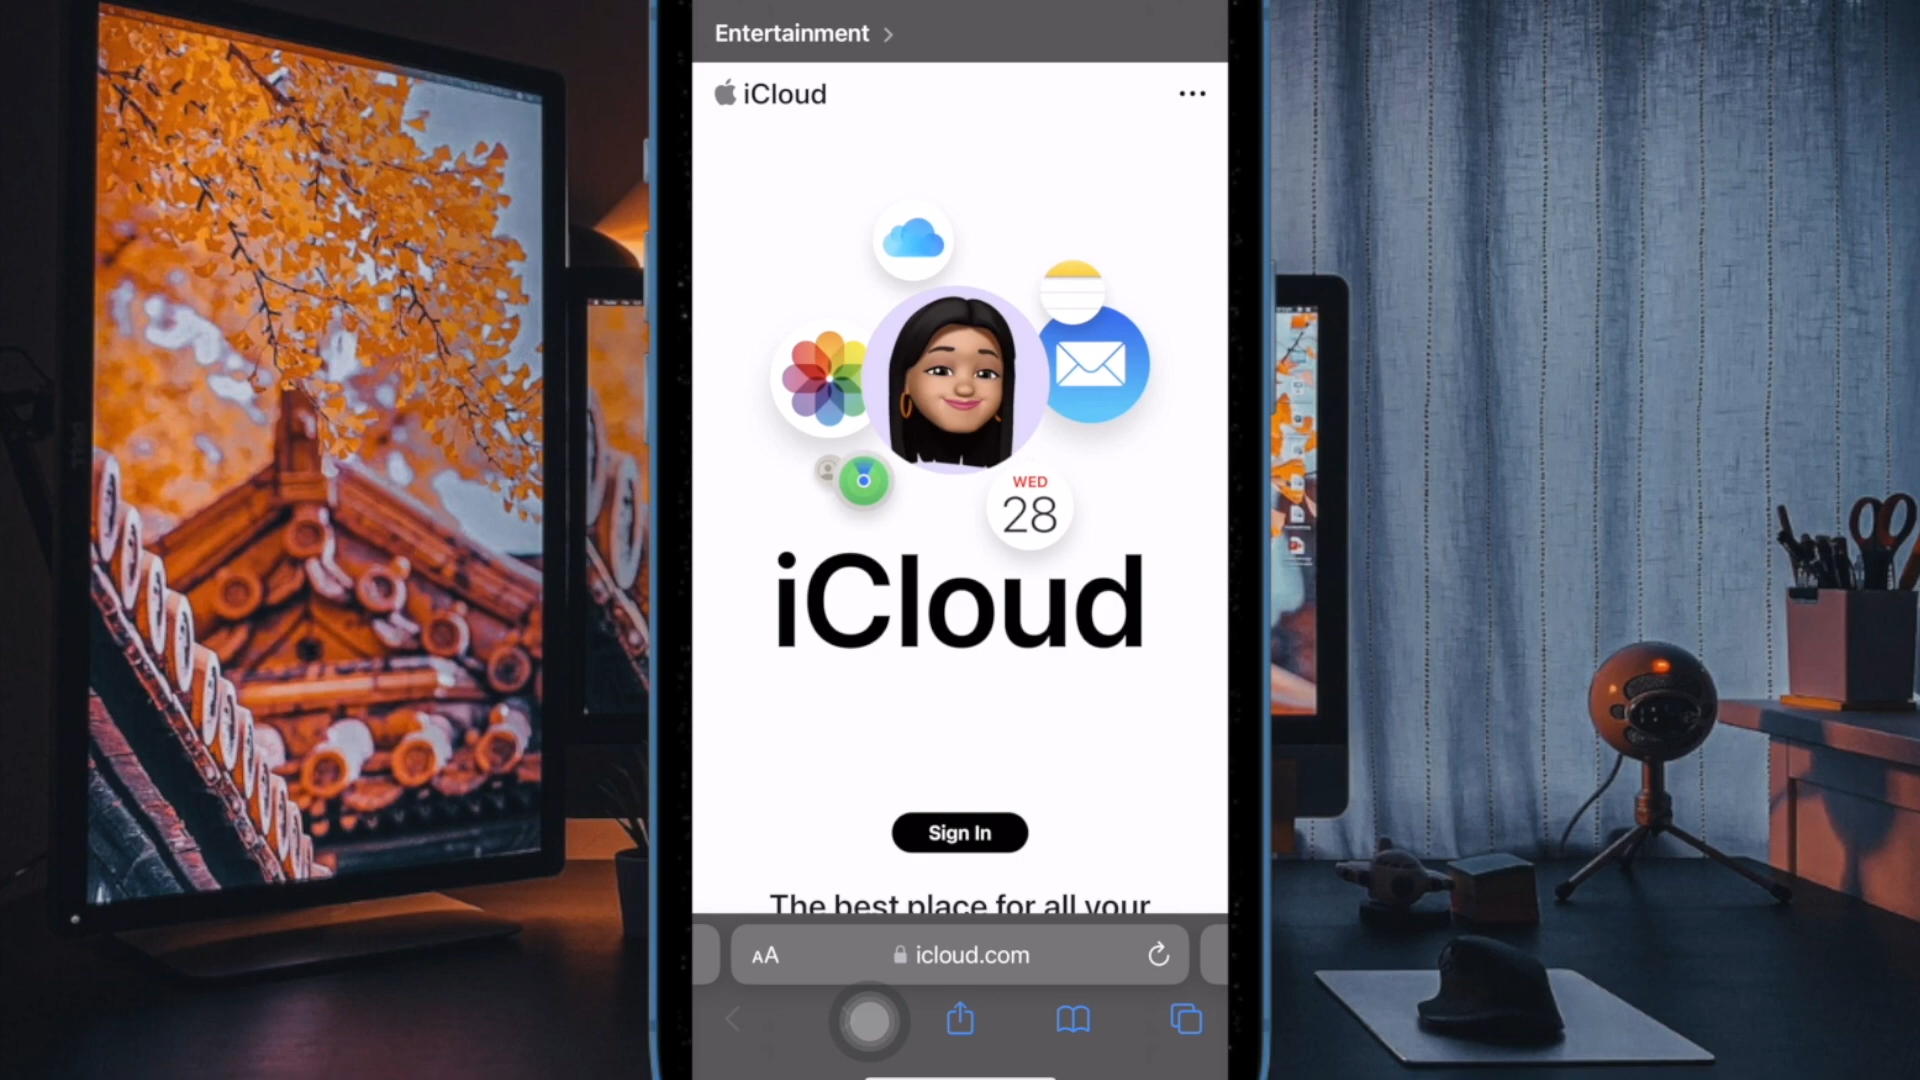 Entertainment
iCloud
WED
28
iCloud
Sign In
The best place for all your
AA
icloud.com